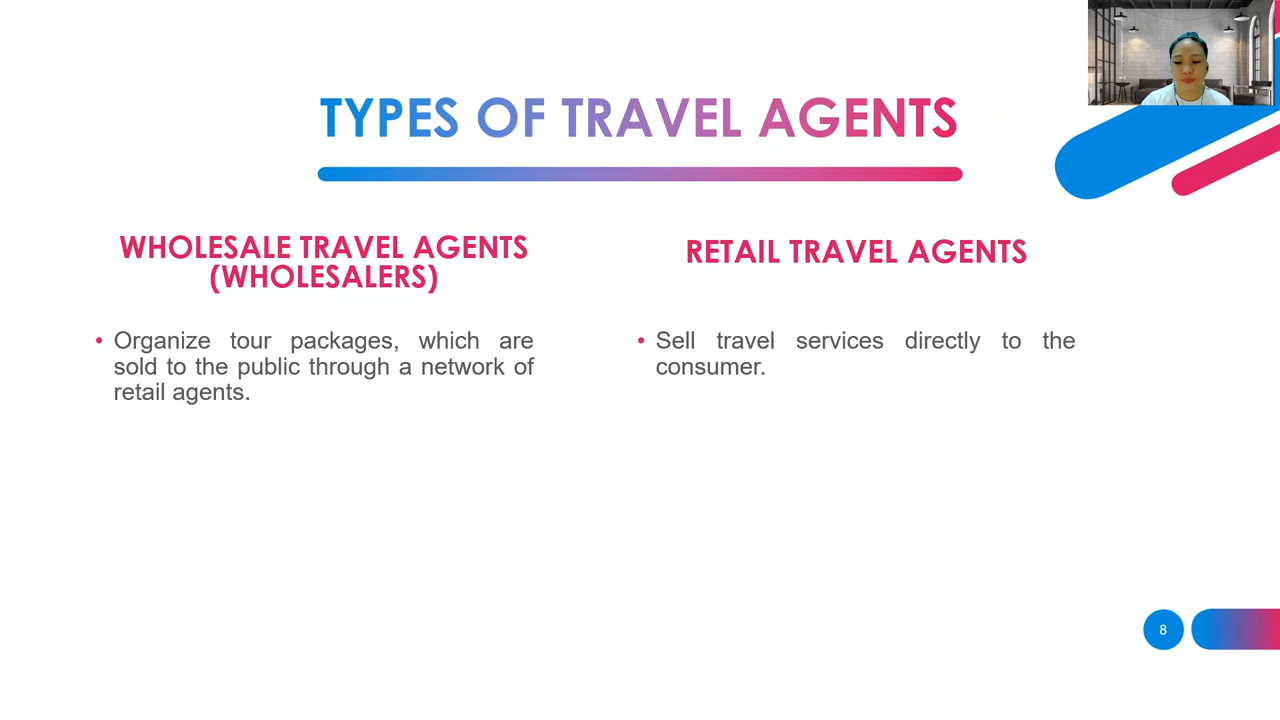 TYPES OF TRAVEL AGENTS
WHOLESALE TRAVEL AGENTS
(WHOLESALERS)
• Organize tour packages, which are
sold to the public through a network of
retail agents.
RETAIL TRAVEL AGENTS
• Sell travel services directly to the
consumer.
8